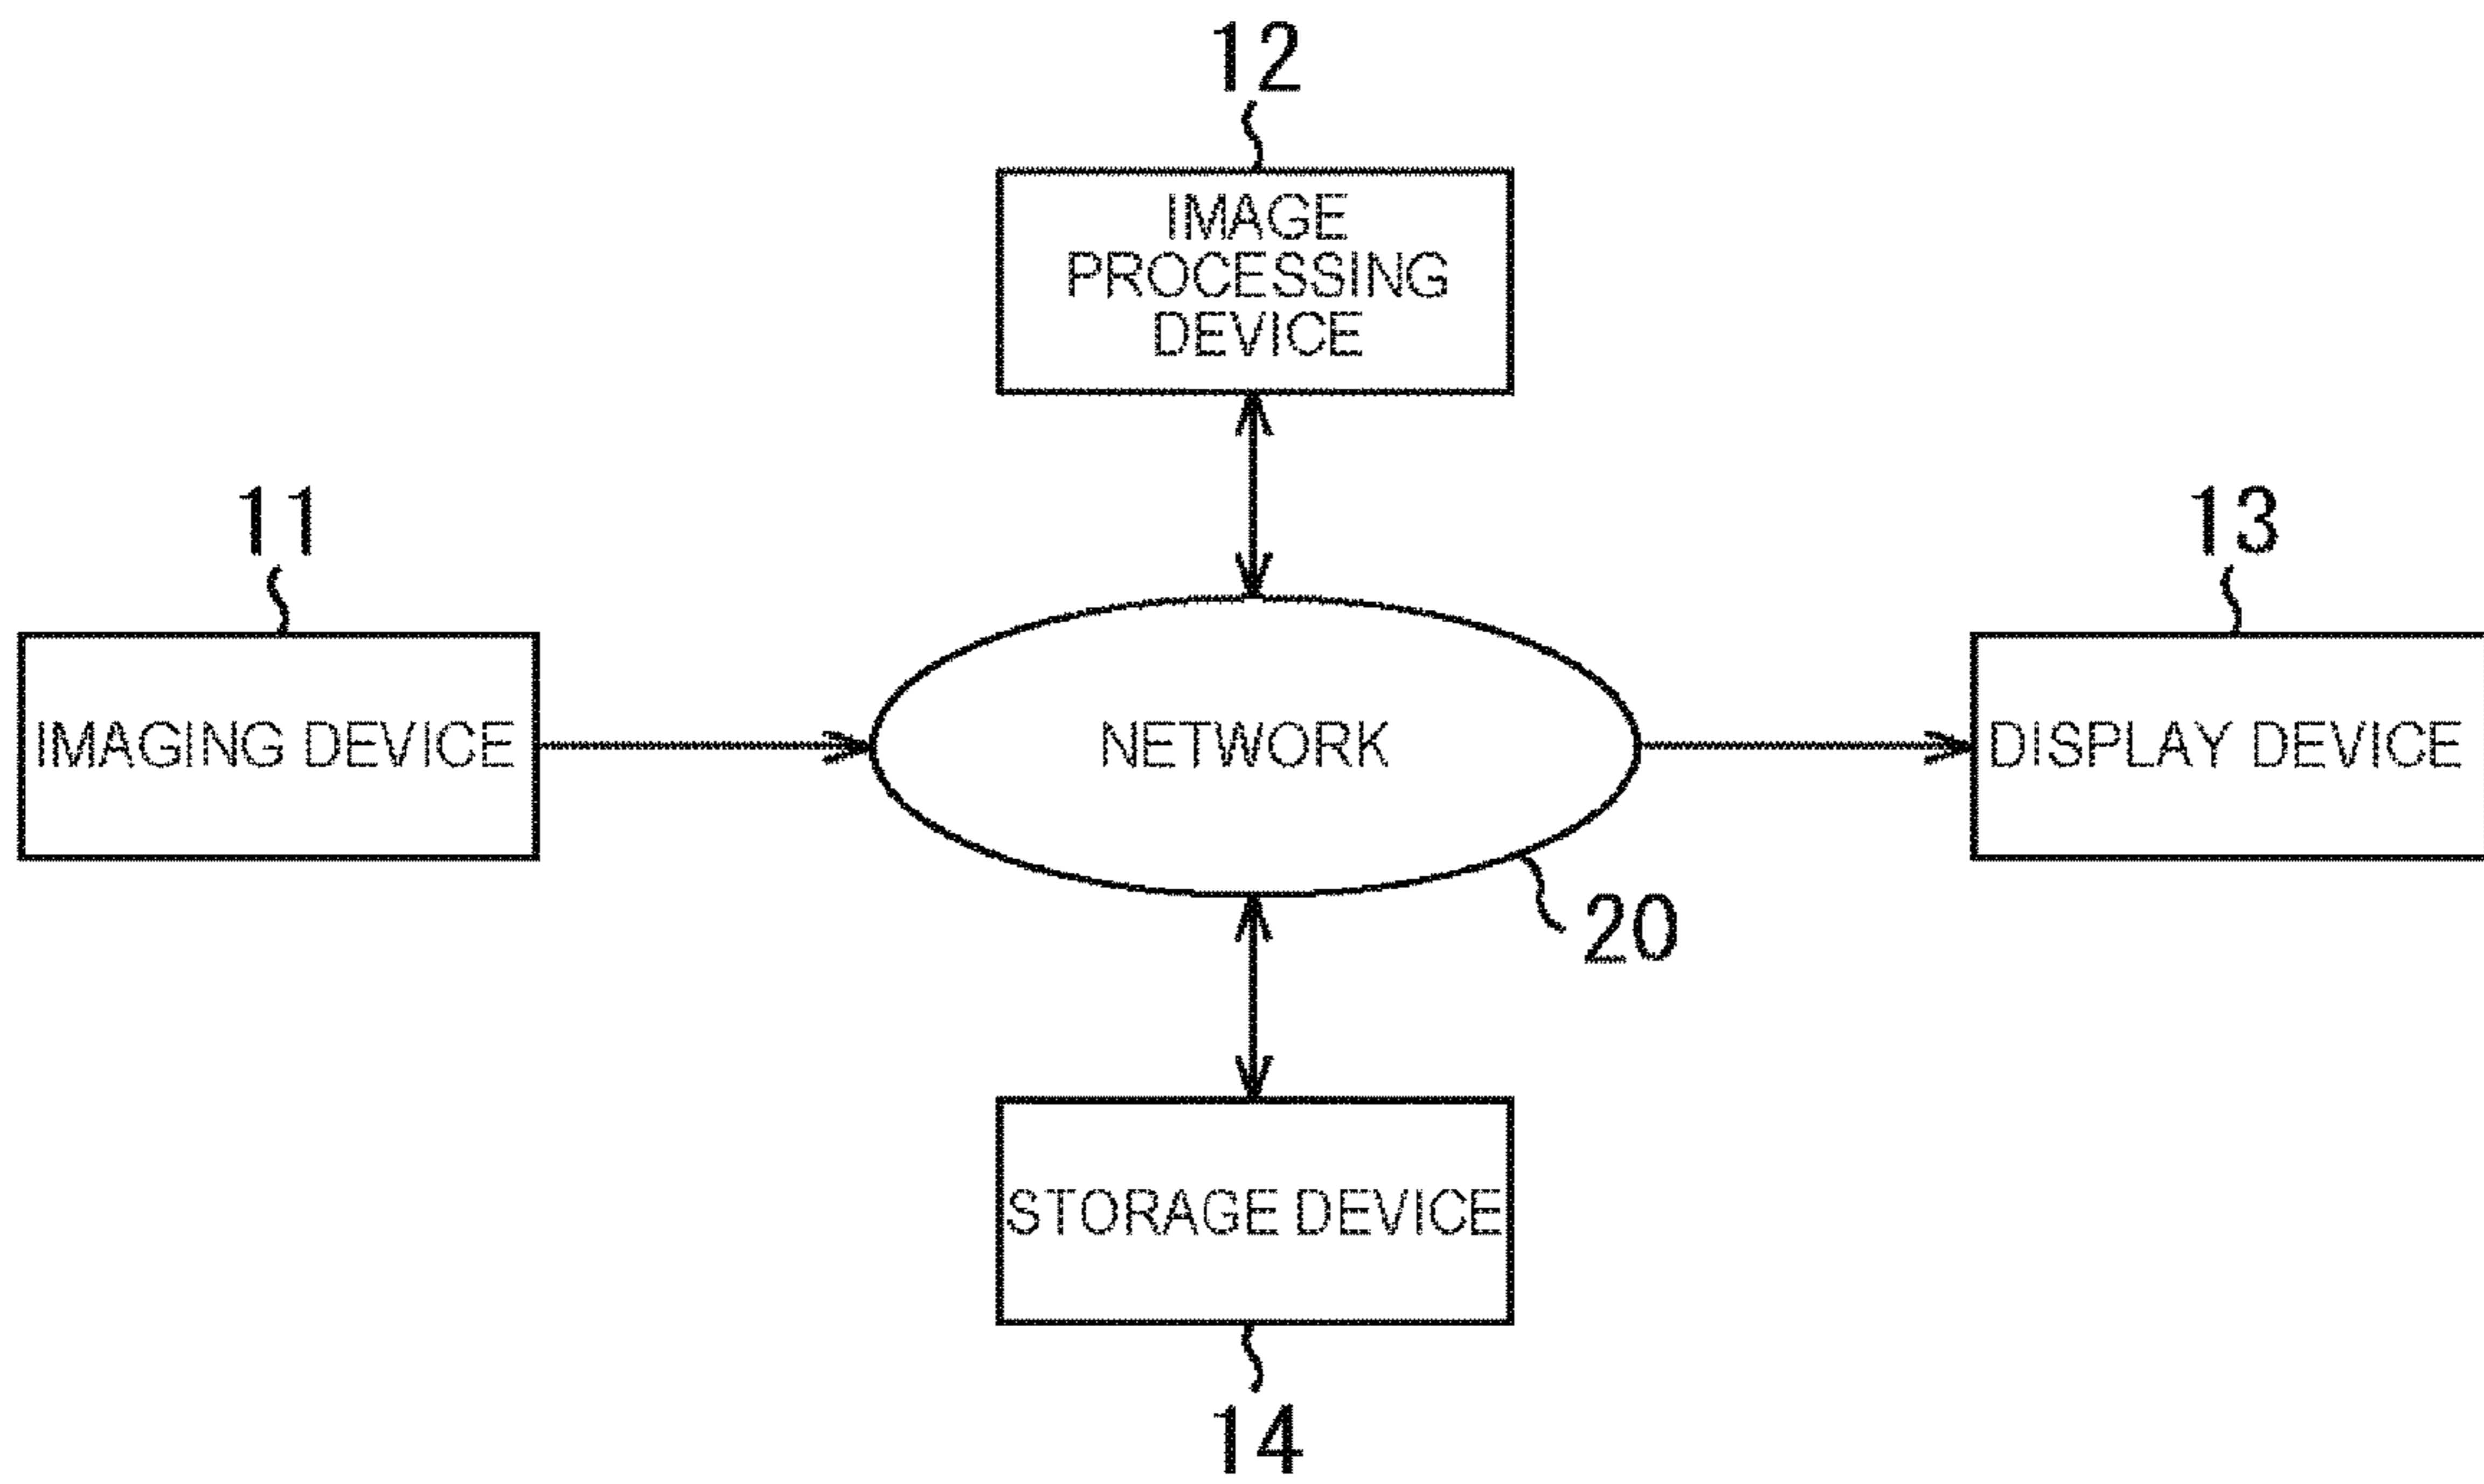 12
IMAGE
PROCESSING
DEVICE
11
13
IMAGING DEVICE
NETWORK
DISPLAY DEVICE
20
STORAGE DEVICE
14